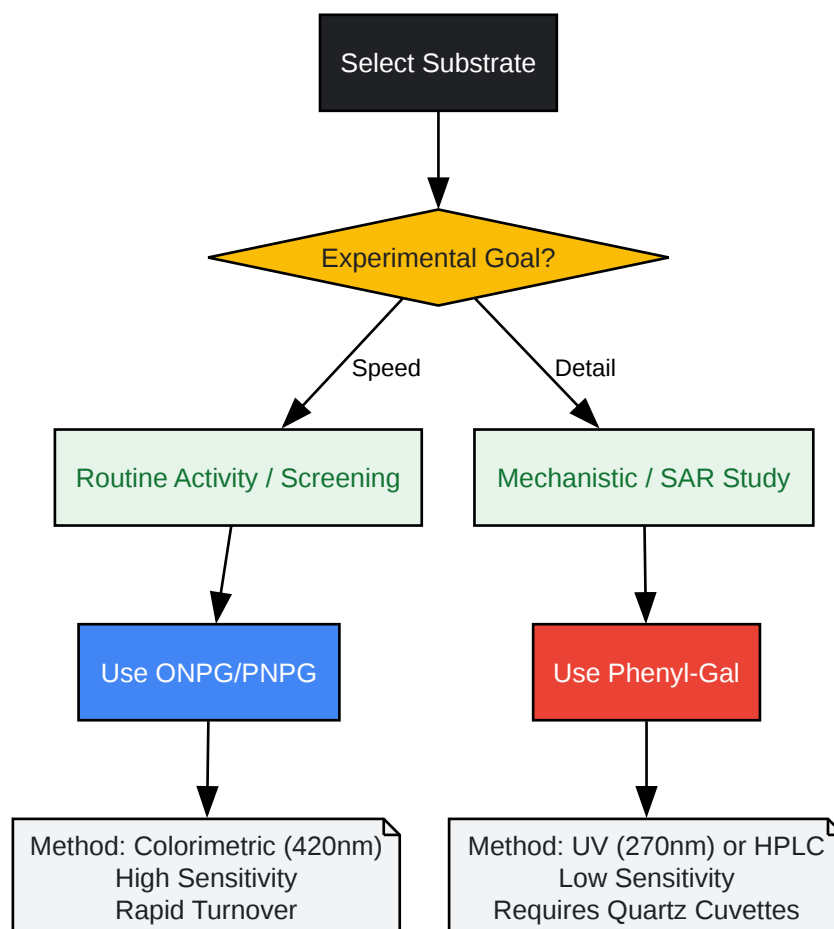 Select Substrate
Experimental Goal?
Speed
Detail
Routine Activity / Screening
Mechanistic / SAR Study
Use ONPG/PNPG
Use Phenyl-Gal
Method: Colorimetric (420nm)
High Sensitivity
Rapid Turnover
Method: UV (270nm) or HPLC
Low Sensitivity
Requires Quartz Cuvettes